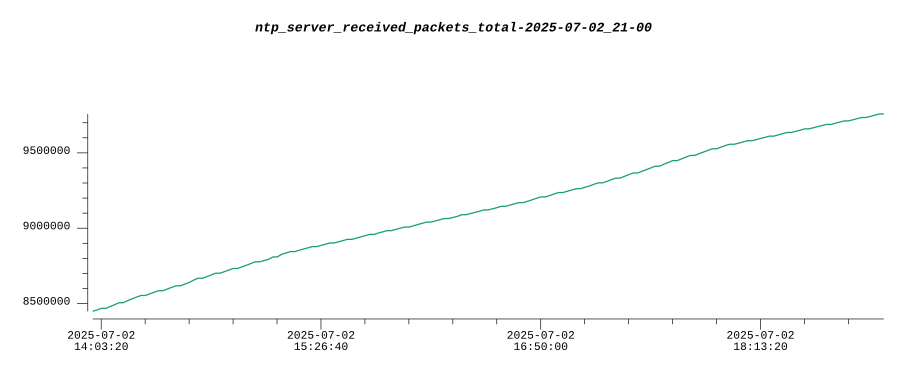 ntp_server_received_packets_total-2025-07-02_21-00
9500000
9000000
8500000
2025-07-02 2025-07-02 2025-07-02 2025-07-02
14:03:20 15:26:40 16:50:00 18:13:20